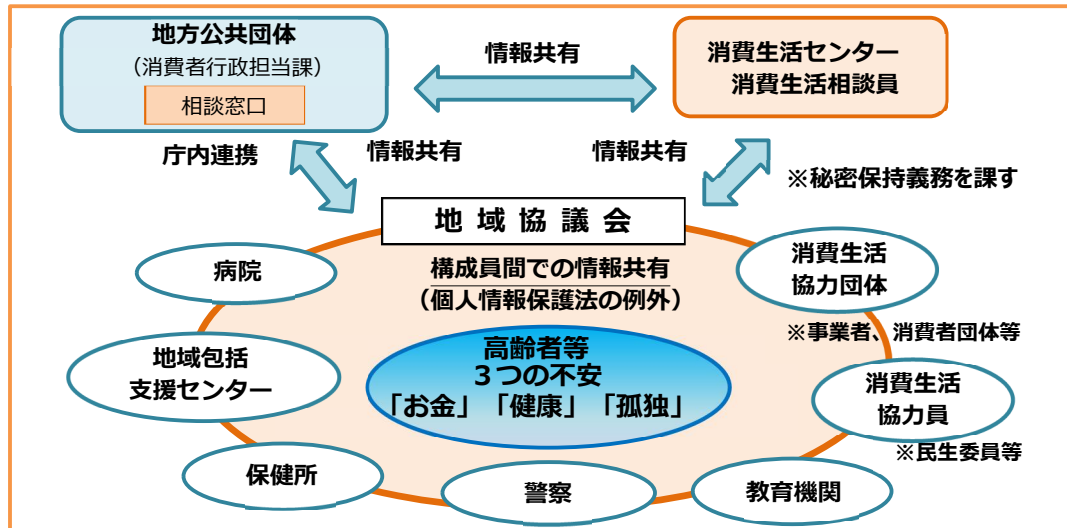 地方公共団体
（消費者行政担当課）
相談窓口
情報共有
消費生活センター
消費生活相談員
庁内連携
情報共有
情報共有
※秘密保持義務を課す
地 域 協 議 会
構成員間での情報共有
（個人情報保護法の例外）
病院
消費生活
協力団体
※事業者、消費者団体等
地域包括
支援センター
高齢者等
３つの不安
「お金」「健康」「孤独」
消費生活
協力員
※民生委員等
保健所
警察
教育機関